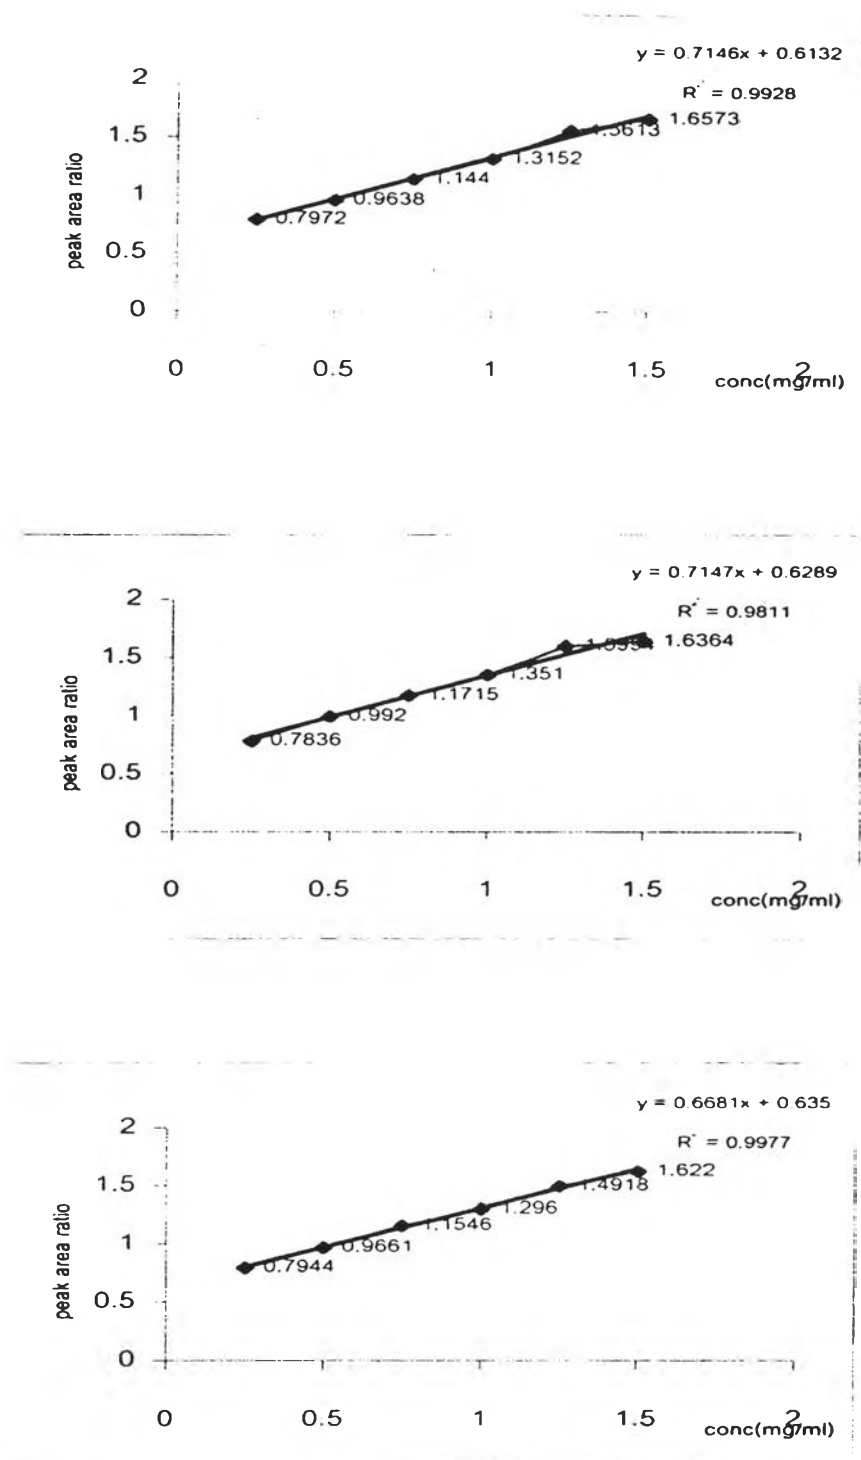 y = 0.7146x + 0.6132
R² = 0.9928
2
1.5
1
0.5
0
peak area ratio
0.7972
0.9638
1.144
1.3152
1.5613
1.6573
0 0.5 1 1.5 2
conc(mg/ml)
y = 0.7147x + 0.6289
R² = 0.9811
2
1.5
1
0.5
0
peak area ratio
0.7836
0.992
1.1715
1.351
1.6364
0 0.5 1 1.5 2
conc(mg/ml)
y = 0.6681x + 0.635
R² = 0.9977
2
1.5
1
0.5
0
peak area ratio
0.7944
0.9661
1.1546
1.296
1.4918
1.622
0 0.5 1 1.5 2
conc(mg/ml)